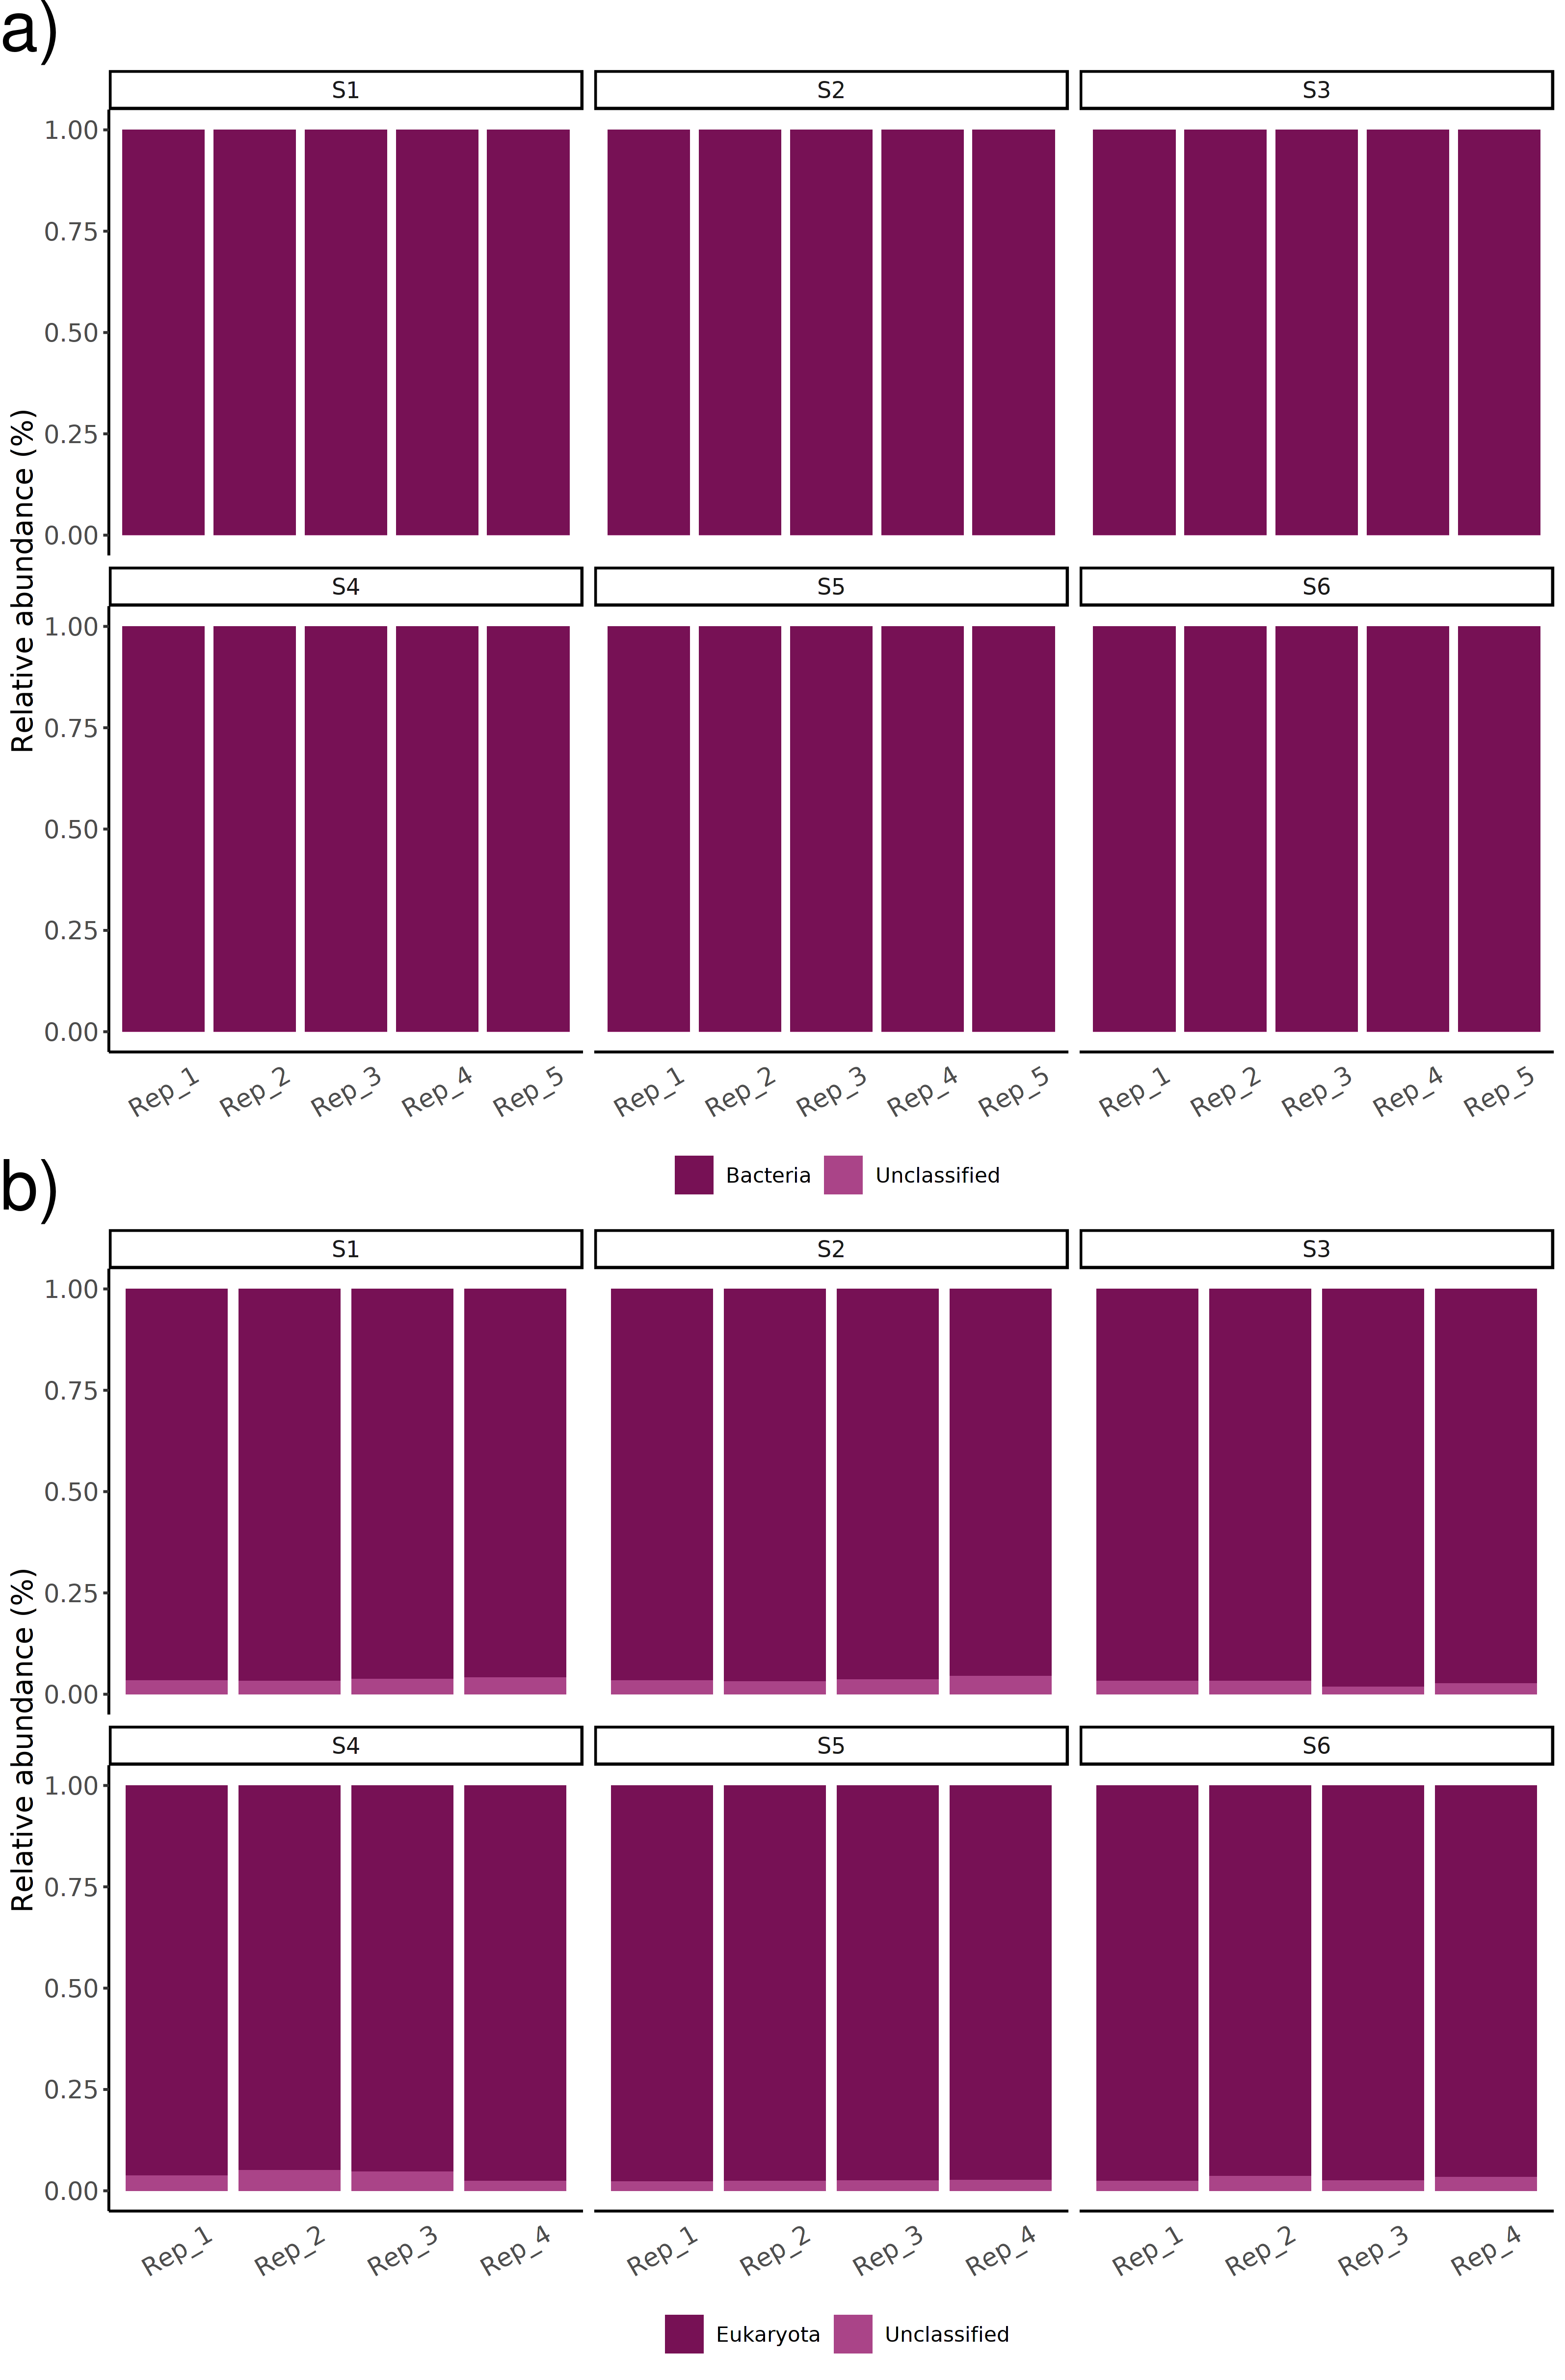 a)
S1 S2 S3
1.00
0.75
0.50
0.25
0.00
Relative abundance (%)
S4 S5 S6
1.00
0.75
0.50
0.25
0.00
Rep_1 Rep_2 Rep_3 Rep_4 Rep_5 Rep_1 Rep_2 Rep_3 Rep_4 Rep_5 Rep_1 Rep_2 Rep_3 Rep_4 Rep_5
Bacteria Unclassified
b)
S1 S2 S3
1.00
0.75
0.50
0.25
0.00
Relative abundance (%)
S4 S5 S6
1.00
0.75
0.50
0.25
0.00
Rep_1 Rep_2 Rep_3 Rep_4 Rep_1 Rep_2 Rep_3 Rep_4 Rep_1 Rep_2 Rep_3 Rep_4
Eukaryota Unclassified